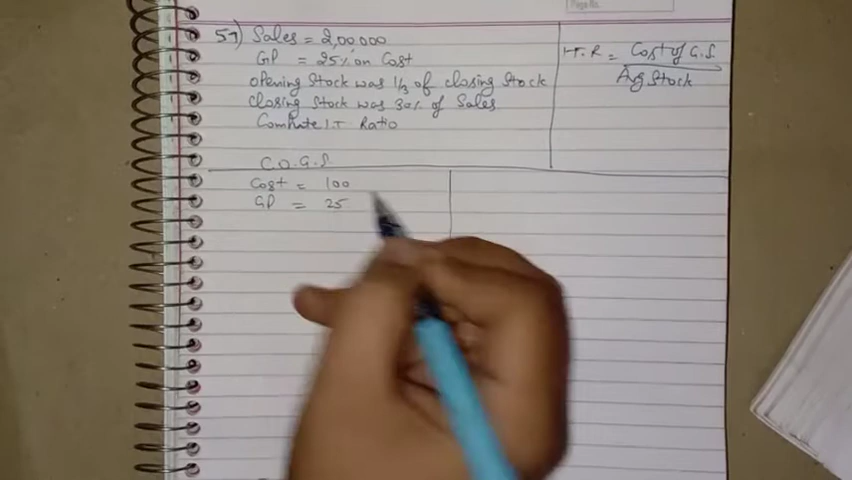 57) Sales = 2,00,000
GP = 25% on Cost
opening Stock was 1/3 of closing Stock
closing Stock was 30% of Sales
Compute I.T. Ratio
I.T.R = Cost of G.S
Avg Stock
C.O.G.S
Cost = 100
GP = 25